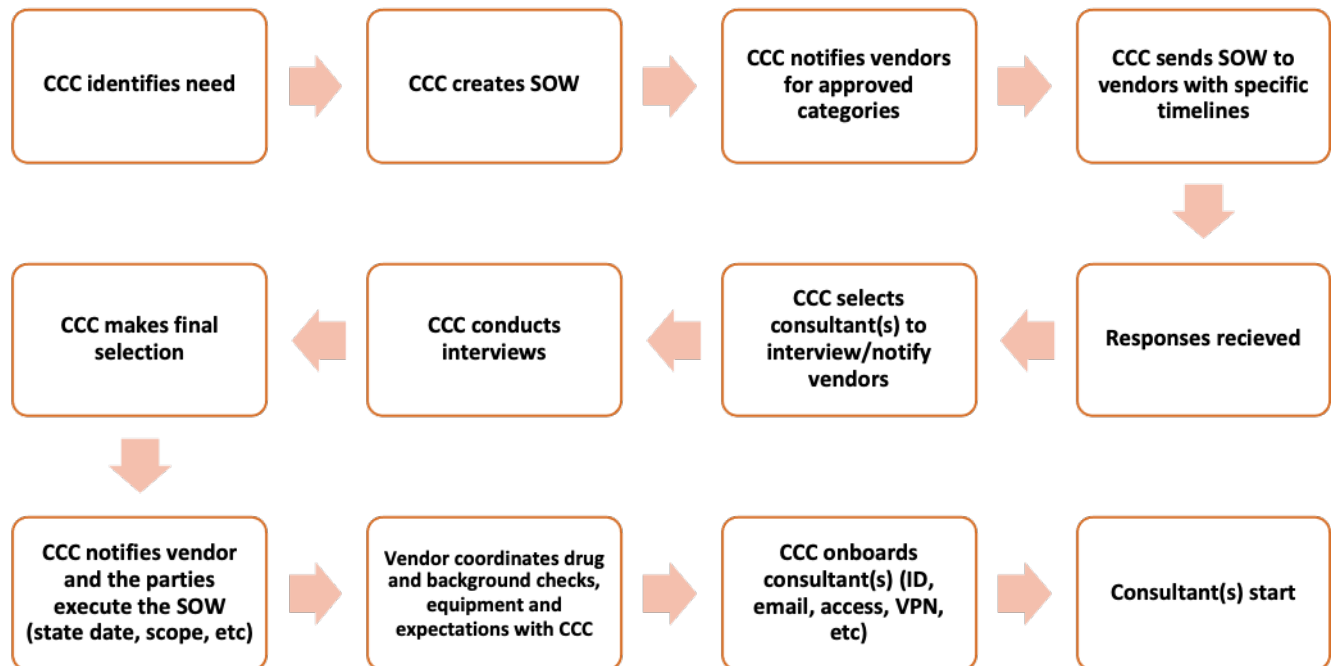 CCC identifies need
CCC creates SOW
CCC notifies vendors
for approved
categories
CCC sends SOW to
vendors with specific
timelines
Responses recieved
CCC selects
consultant(s) to
interview/notify
vendors
CCC conducts
interviews
CCC makes final
selection
CCC notifies vendor
and the parties
execute the SOW
(state date, scope, etc)
Vendor coordinates drug
and background checks,
equipment and
expectations with CCC
CCC onboards
consultant(s) (ID,
email, access, VPN,
etc)
Consultant(s) start